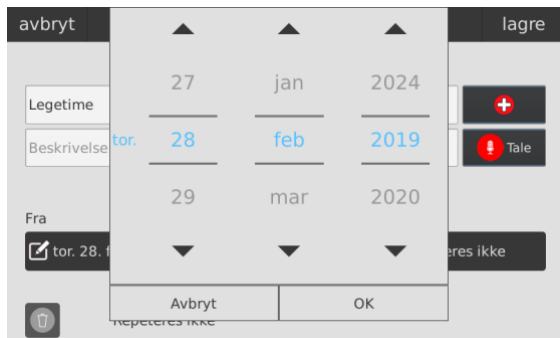 avbryt
lagre
27 jan 2024
Legetime
tor. 28 feb 2019
Beskrivelse
Tale
29 mar 2020
Fra
tor. 28. f
res ikke
Avbryt OK
Repeteres ikke